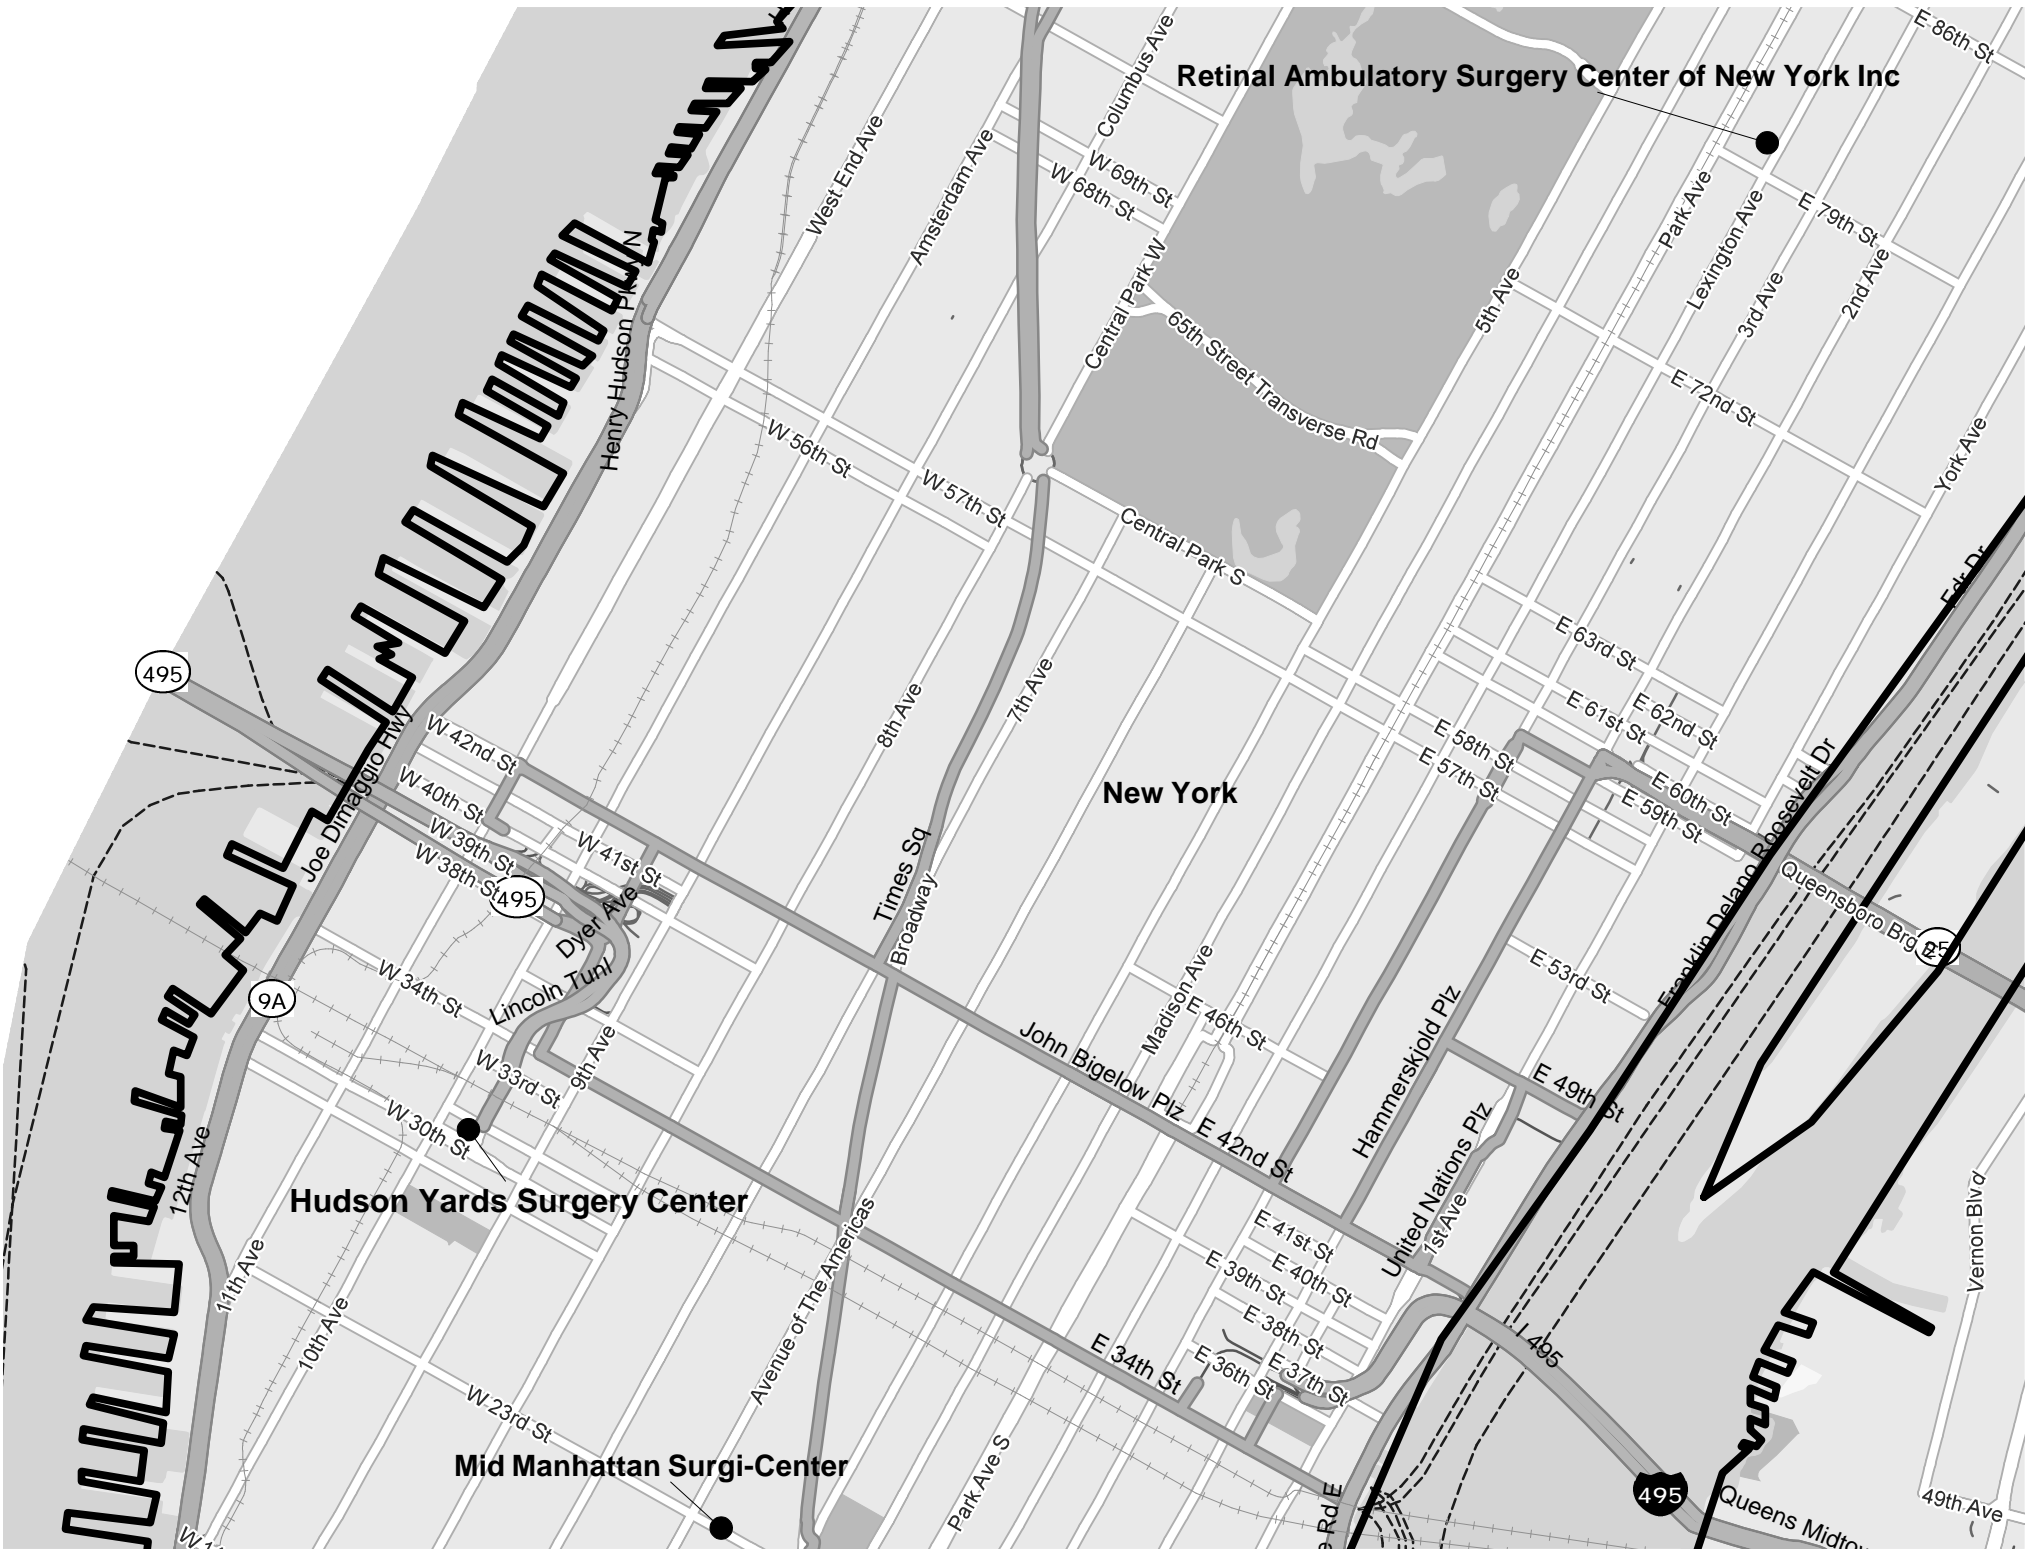 E 86th St
Retinal Ambulatory Surgery Center of New York Inc
Columbus Ave
West End Ave
Amsterdam Ave
W 69th St
W 68th St
Park Ave
Lexington Ave
E 79th St
Henry Hudson Pkwy N
Central Park W
5th Ave
3rd Ave
2nd Ave
65th Street Transverse Rd
E 72nd St
York Ave
W 56th St
W 57th St
Central Park S
Fdr Dr
E 63rd St
495
7th Ave
8th Ave
E 62nd St
E 61st St
W 42nd St
E 58th St
E 57th St
Joe Dimaggio Hwy
W 40th St
New York
E 60th St
E 59th St
Franklin Delano Roosevelt Dr
W 39th St
W 38th St
W 41st St
495
Dyer Ave
Times Sq
Broadway
Queensboro Brg
25
Lincoln Tunl
W 34th St
9A
Madison Ave
E 53rd St
E 46th St
Hammerskjold Plz
John Bigelow Plz
E 42nd St
E 49th St
W 33rd St
9th Ave
W 30th St
United Nations Plz
1st Ave
12th Ave
Hudson Yards Surgery Center
Vernon Blvd
E 41st St
E 40th St
E 39th St
E 38th St
E 37th St
E 36th St
11th Ave
10th Ave
Avenue of The Americas
E 34th St
I 495
W 23rd St
Mid Manhattan Surgi-Center
Park Ave S
495
Queens Midto
49th Ave
e Rd E